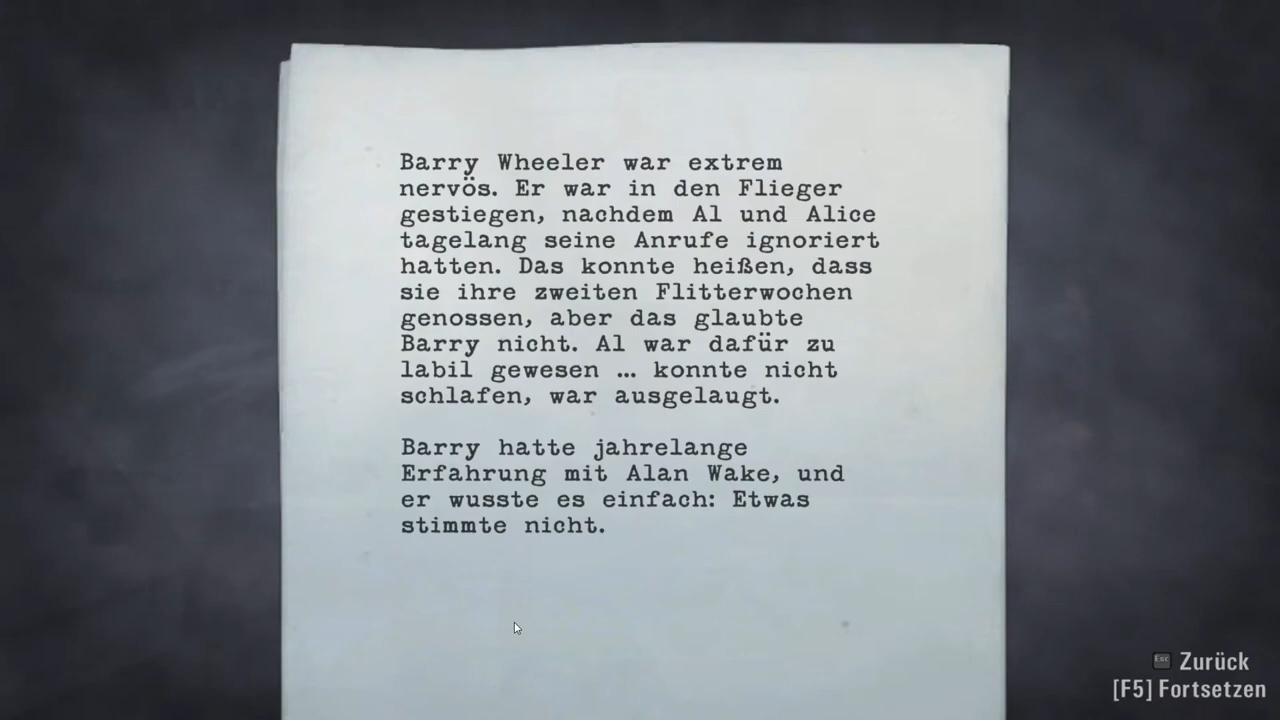 Barry Wheeler war extrem
nervös. Er war in den Flieger
gestiegen, nachdem Al und Alice
tagelang seine Anrufe ignoriert
hatten. Das konnte heißen, dass
sie ihre zweiten Flitterwochen
genossen, aber das glaubte
Barry nicht. Al war dafür zu
labil gewesen … konnte nicht
schlafen, war ausgelaugt.
Barry hatte jahrelange
Erfahrung mit Alan Wake, und
er wusste es einfach: Etwas
stimmte nicht.
Esc Zurück
[F5] Fortsetzen